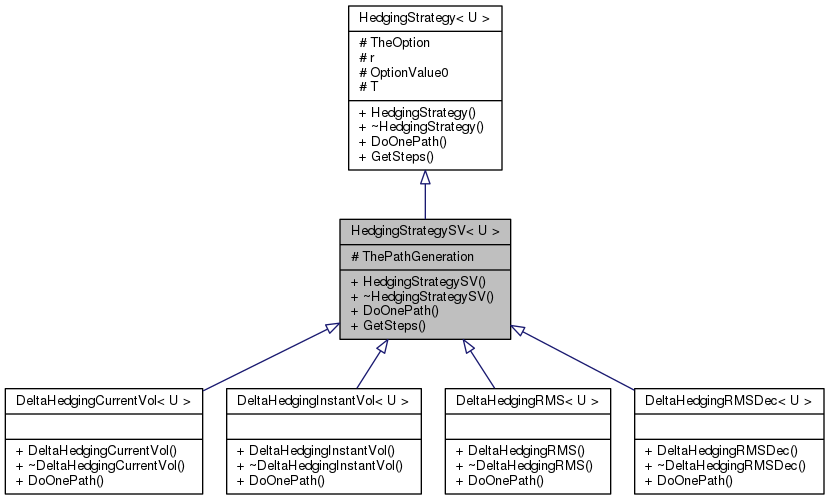 HedgingStrategy< U >
# TheOption
# r
# OptionValue0
# T
+ HedgingStrategy()
+ ~HedgingStrategy()
+ DoOnePath()
+ GetSteps()
HedgingStrategySV< U >
# ThePathGeneration
+ HedgingStrategySV()
+ ~HedgingStrategySV()
+ DoOnePath()
+ GetSteps()
DeltaHedgingCurrentVol< U >
+ DeltaHedgingCurrentVol()
+ ~DeltaHedgingCurrentVol()
+ DoOnePath()
DeltaHedgingInstantVol< U >
+ DeltaHedgingInstantVol()
+ ~DeltaHedgingInstantVol()
+ DoOnePath()
DeltaHedgingRMS< U >
+ DeltaHedgingRMS()
+ ~DeltaHedgingRMS()
+ DoOnePath()
DeltaHedgingRMSDec< U >
+ DeltaHedgingRMSDec()
+ ~DeltaHedgingRMSDec()
+ DoOnePath()